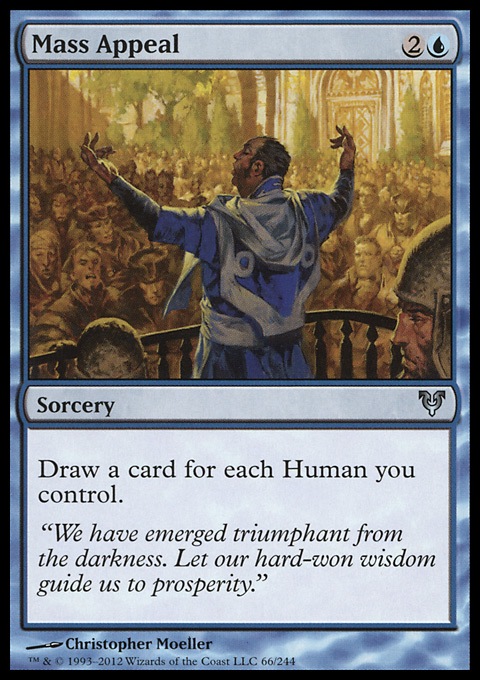 Mass Appeal 2
Sorcery
Draw a card for each Human you
control.
“We have emerged triumphant from
the darkness. Let our hard-won wisdom
guide us to prosperity.”
Christopher Moeller
™ & © 1993–2012 Wizards of the Coast LLC 66/244